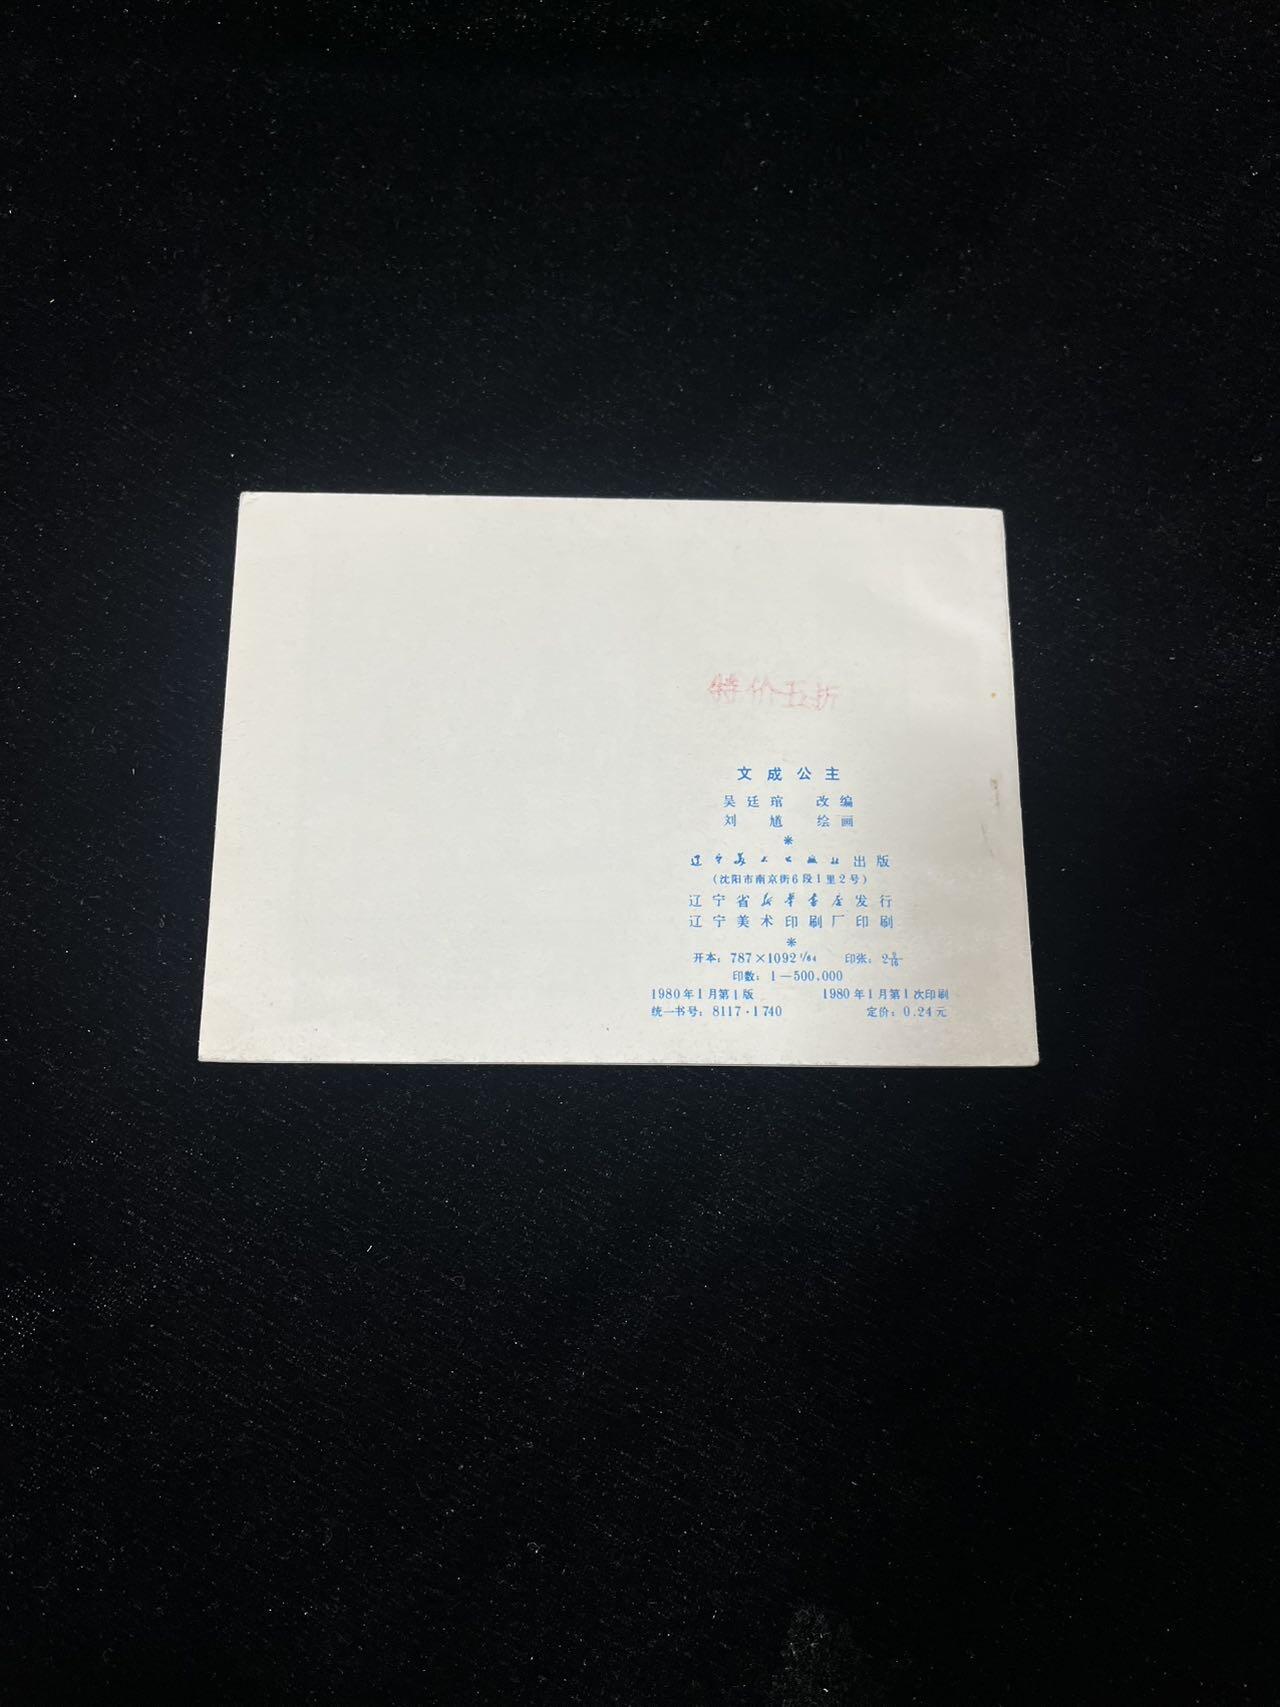 特价五折
文成公主
吴廷琯 改编
刘 尵 绘画
*
辽宁美术出版社出版
(沈阳市南京街6段1里2号)
辽宁省新华书店发行
辽宁美术印刷厂印刷
*
开本：787×1092 1/64 印张：2 3/16
印数：1—500,000
1980年1月第1版 1980年1月第1次印刷
统一书号：8117·1740 定价：0.24元